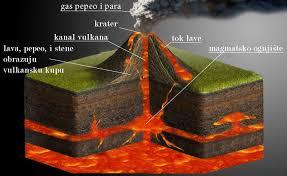 gas pepeo i para
krater
kanal vulkana
tok lave
lava, pepeo, i stene
obrazuju
vulkansku kupu
magmatsko ognjište